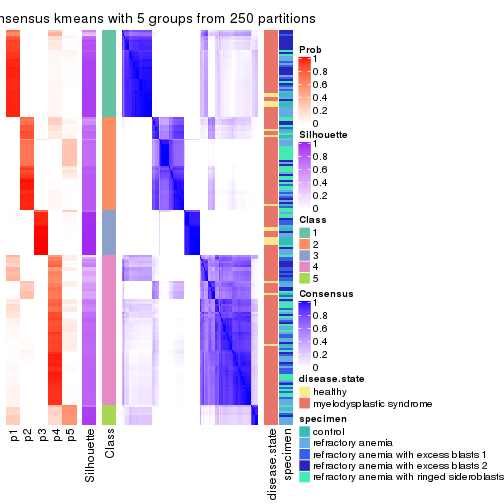 nsensus kmeans with 5 groups from 250 partitions
Prob
1
0.8
0.6
0.4
0.2
0
Silhouette
1
0.8
0.6
0.4
0.2
0
Class
1
2
3
4
5
Consensus
1
0.8
0.6
0.4
0.2
0
disease.state
healthy
myelodysplastic syndrome
specimen
control
refractory anemia
refractory anemia with excess blasts 1
refractory anemia with excess blasts 2
refractory anemia with ringed sideroblasts
p1
p2
p3
p4
p5
Silhouette
Class
disease.state
specimen